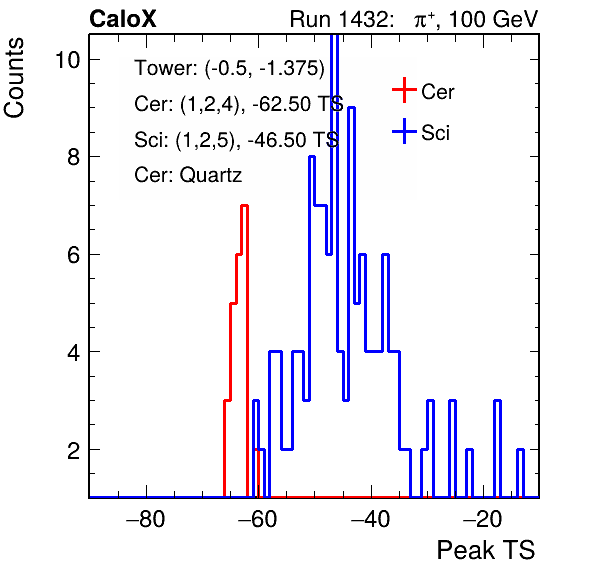 CaloX Run 1432: π⁺, 100 GeV
Counts
10
8
6
4
2
Tower: (-0.5, -1.375)
Cer: (1,2,4), -62.50 TS
Sci: (1,2,5), -46.50 TS
Cer: Quartz
Cer
Sci
−80 −60 −40 −20
Peak TS